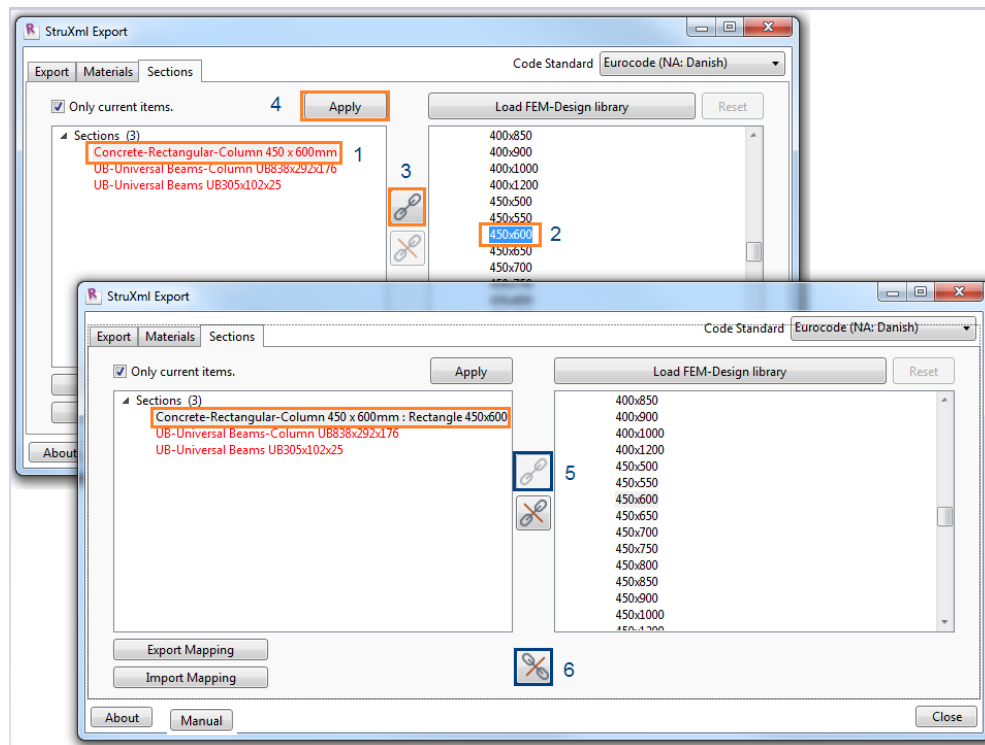 StruXml Export
Code Standard Eurocode (NA: Danish)
Export Materials Sections
Only current items. 4 Apply Load FEM-Design library Reset
Sections (3)
Concrete-Rectangular-Column 450 x 600mm 1
UB-Universal Beams-Column UB838x292x176
UB-Universal Beams UB305x102x25
3
400x850
400x900
400x1000
400x1200
450x500
450x550
450x600 2
450x650
450x700
About
StruXml Export
Code Standard Eurocode (NA: Danish)
Export Materials Sections
Only current items. Apply Load FEM-Design library Reset
Sections (3)
Concrete-Rectangular-Column 450 x 600mm : Rectangle 450x600
UB-Universal Beams-Column UB838x292x176
UB-Universal Beams UB305x102x25
5
400x850
400x900
400x1000
400x1200
450x500
450x550
450x600
450x650
450x700
450x750
450x800
450x850
450x900
450x1000
450x1200
Export Mapping
Import Mapping
6
About Manual Close